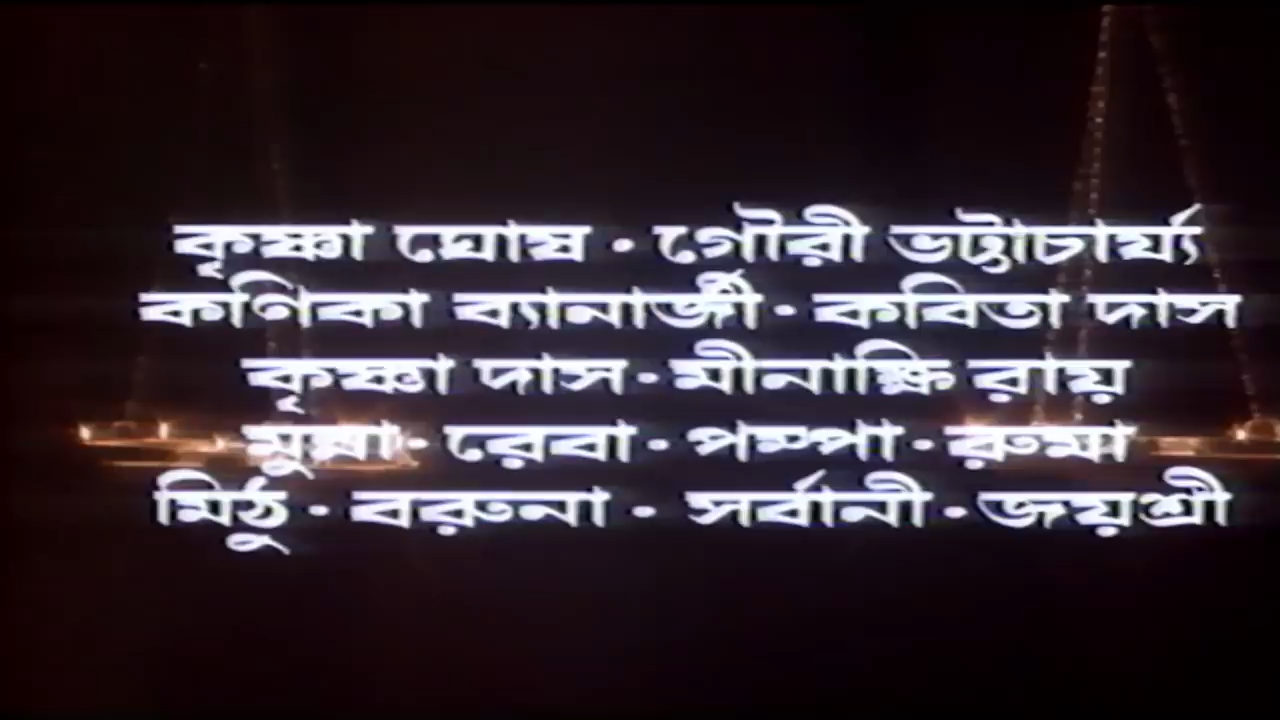 কৃষ্ণা ঘোষ • গৌরী ভট্টাচার্য্য
কণিকা ব্যানার্জী • কবিতা দাস
কৃষ্ণা দাস • মীনাক্ষি রায়
মুন্না • রেবা • পম্পা • রুমা
মিঠু • বরুনা • সর্বানী • জয়শ্রী